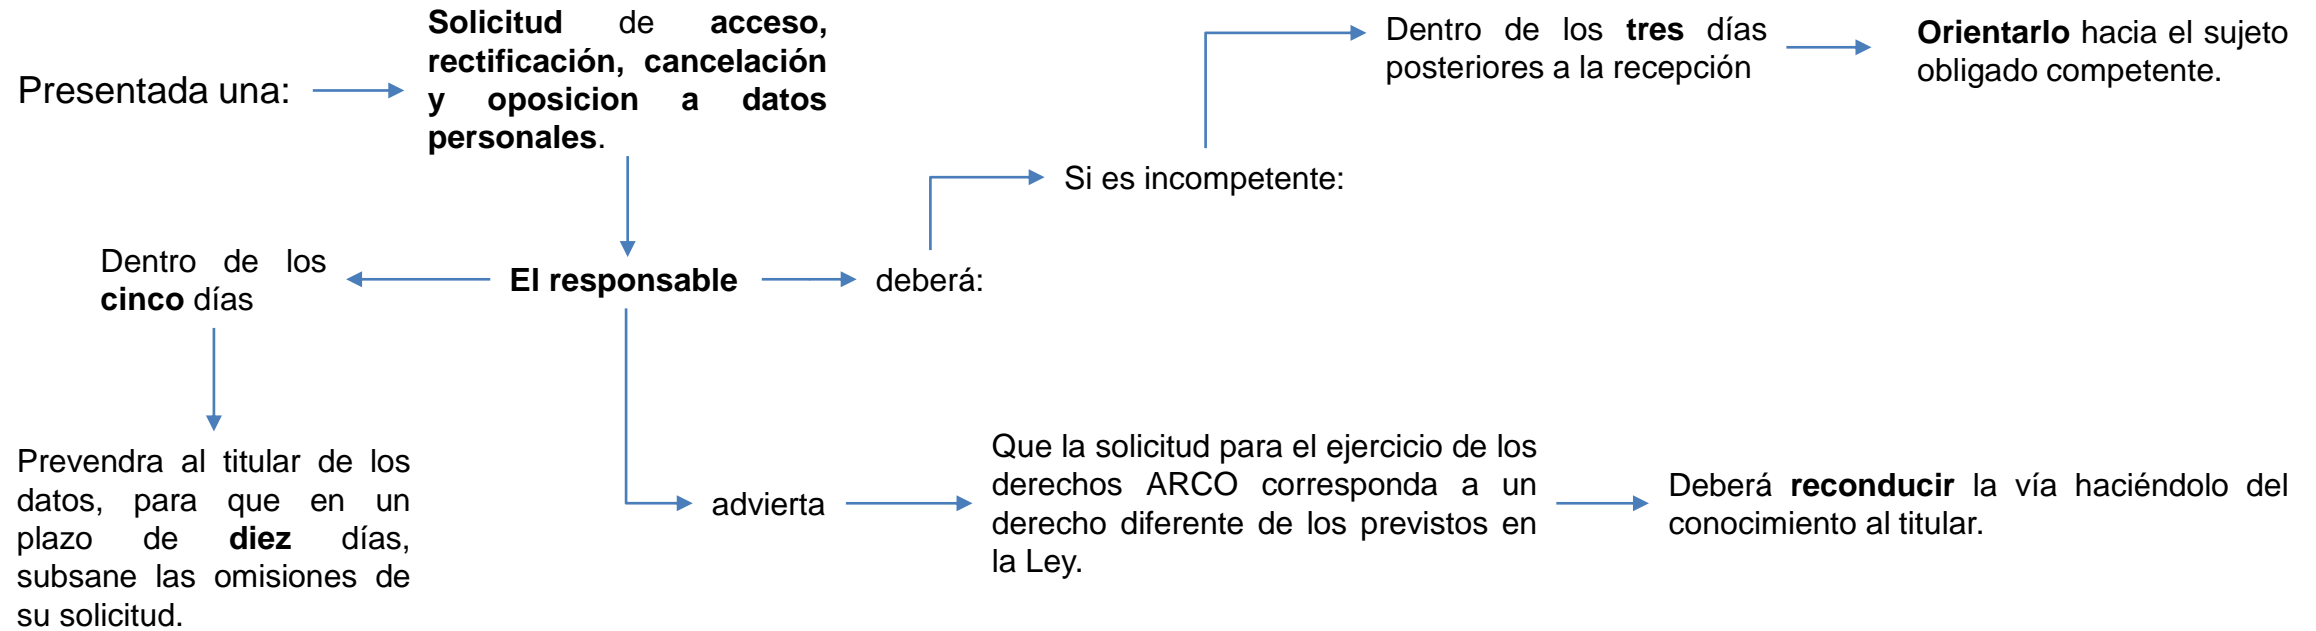 Presentada una:
Solicitud de acceso,
rectificación, cancelación
y oposicion a datos
personales.
Dentro de los tres días
posteriores a la recepción
Orientarlo hacia el sujeto
obligado competente.
Si es incompetente:
Dentro de los
cinco días
El responsable
deberá:
Prevendra al titular de los
datos, para que en un
plazo de diez días,
subsane las omisiones de
su solicitud.
advierta
Que la solicitud para el ejercicio de los
derechos ARCO corresponda a un
derecho diferente de los previstos en
la Ley.
Deberá reconducir la vía haciéndolo del
conocimiento al titular.